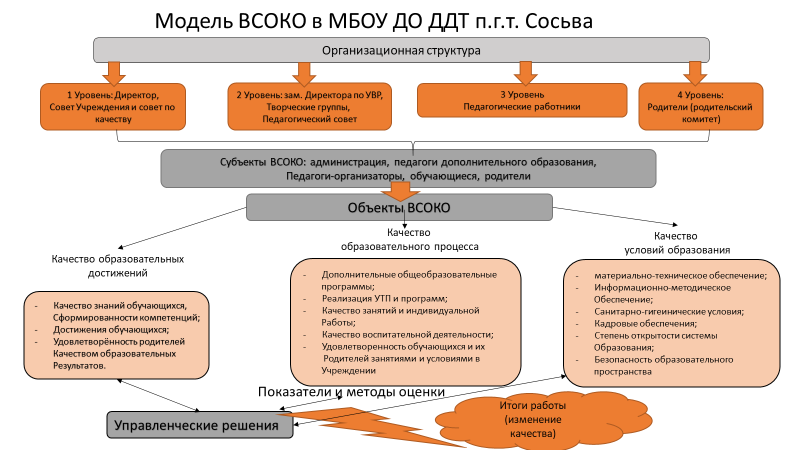 Модель ВСОКО в МБОУ ДО ДДТ п.г.т. Сосьва
Организационная структура
1 Уровень: Директор,
Совет Учреждения и совет по
качеству
2 Уровень: зам. Директора по УВР,
Творческие группы,
Педагогический совет
3 Уровень
Педагогические работники
4 Уровень:
Родители (родительский
комитет)
Субъекты ВСОКО: администрация, педагоги дополнительного образования,
Педагоги-организаторы, обучающиеся, родители
Объекты ВСОКО
Качество образовательных
достижений
Качество
образовательного процесса
Качество
условий образования
- Качество знаний обучающихся,
Сформированности компетенций;
- Достижения обучающихся;
- Удовлетворённость родителей
Качеством образовательных
Результатов.
- Дополнительные общеобразовательные
программы;
- Реализация УТП и программ;
- Качество занятий и индивидуальной
Работы;
- Качество воспитательной деятельности;
- Удовлетворенность обучающихся и их
Родителей занятиями и условиями в
Учреждении
- материально-техническое обеспечение;
- Информационно-методическое
Обеспечение;
- Санитарно-гигиенические условия;
- Кадровые обеспечения;
- Степень открытости системы
Образования;
- Безопасность образовательного
пространства
Показатели и методы оценки
Управленческие решения
Итоги работы
(изменение
качества)